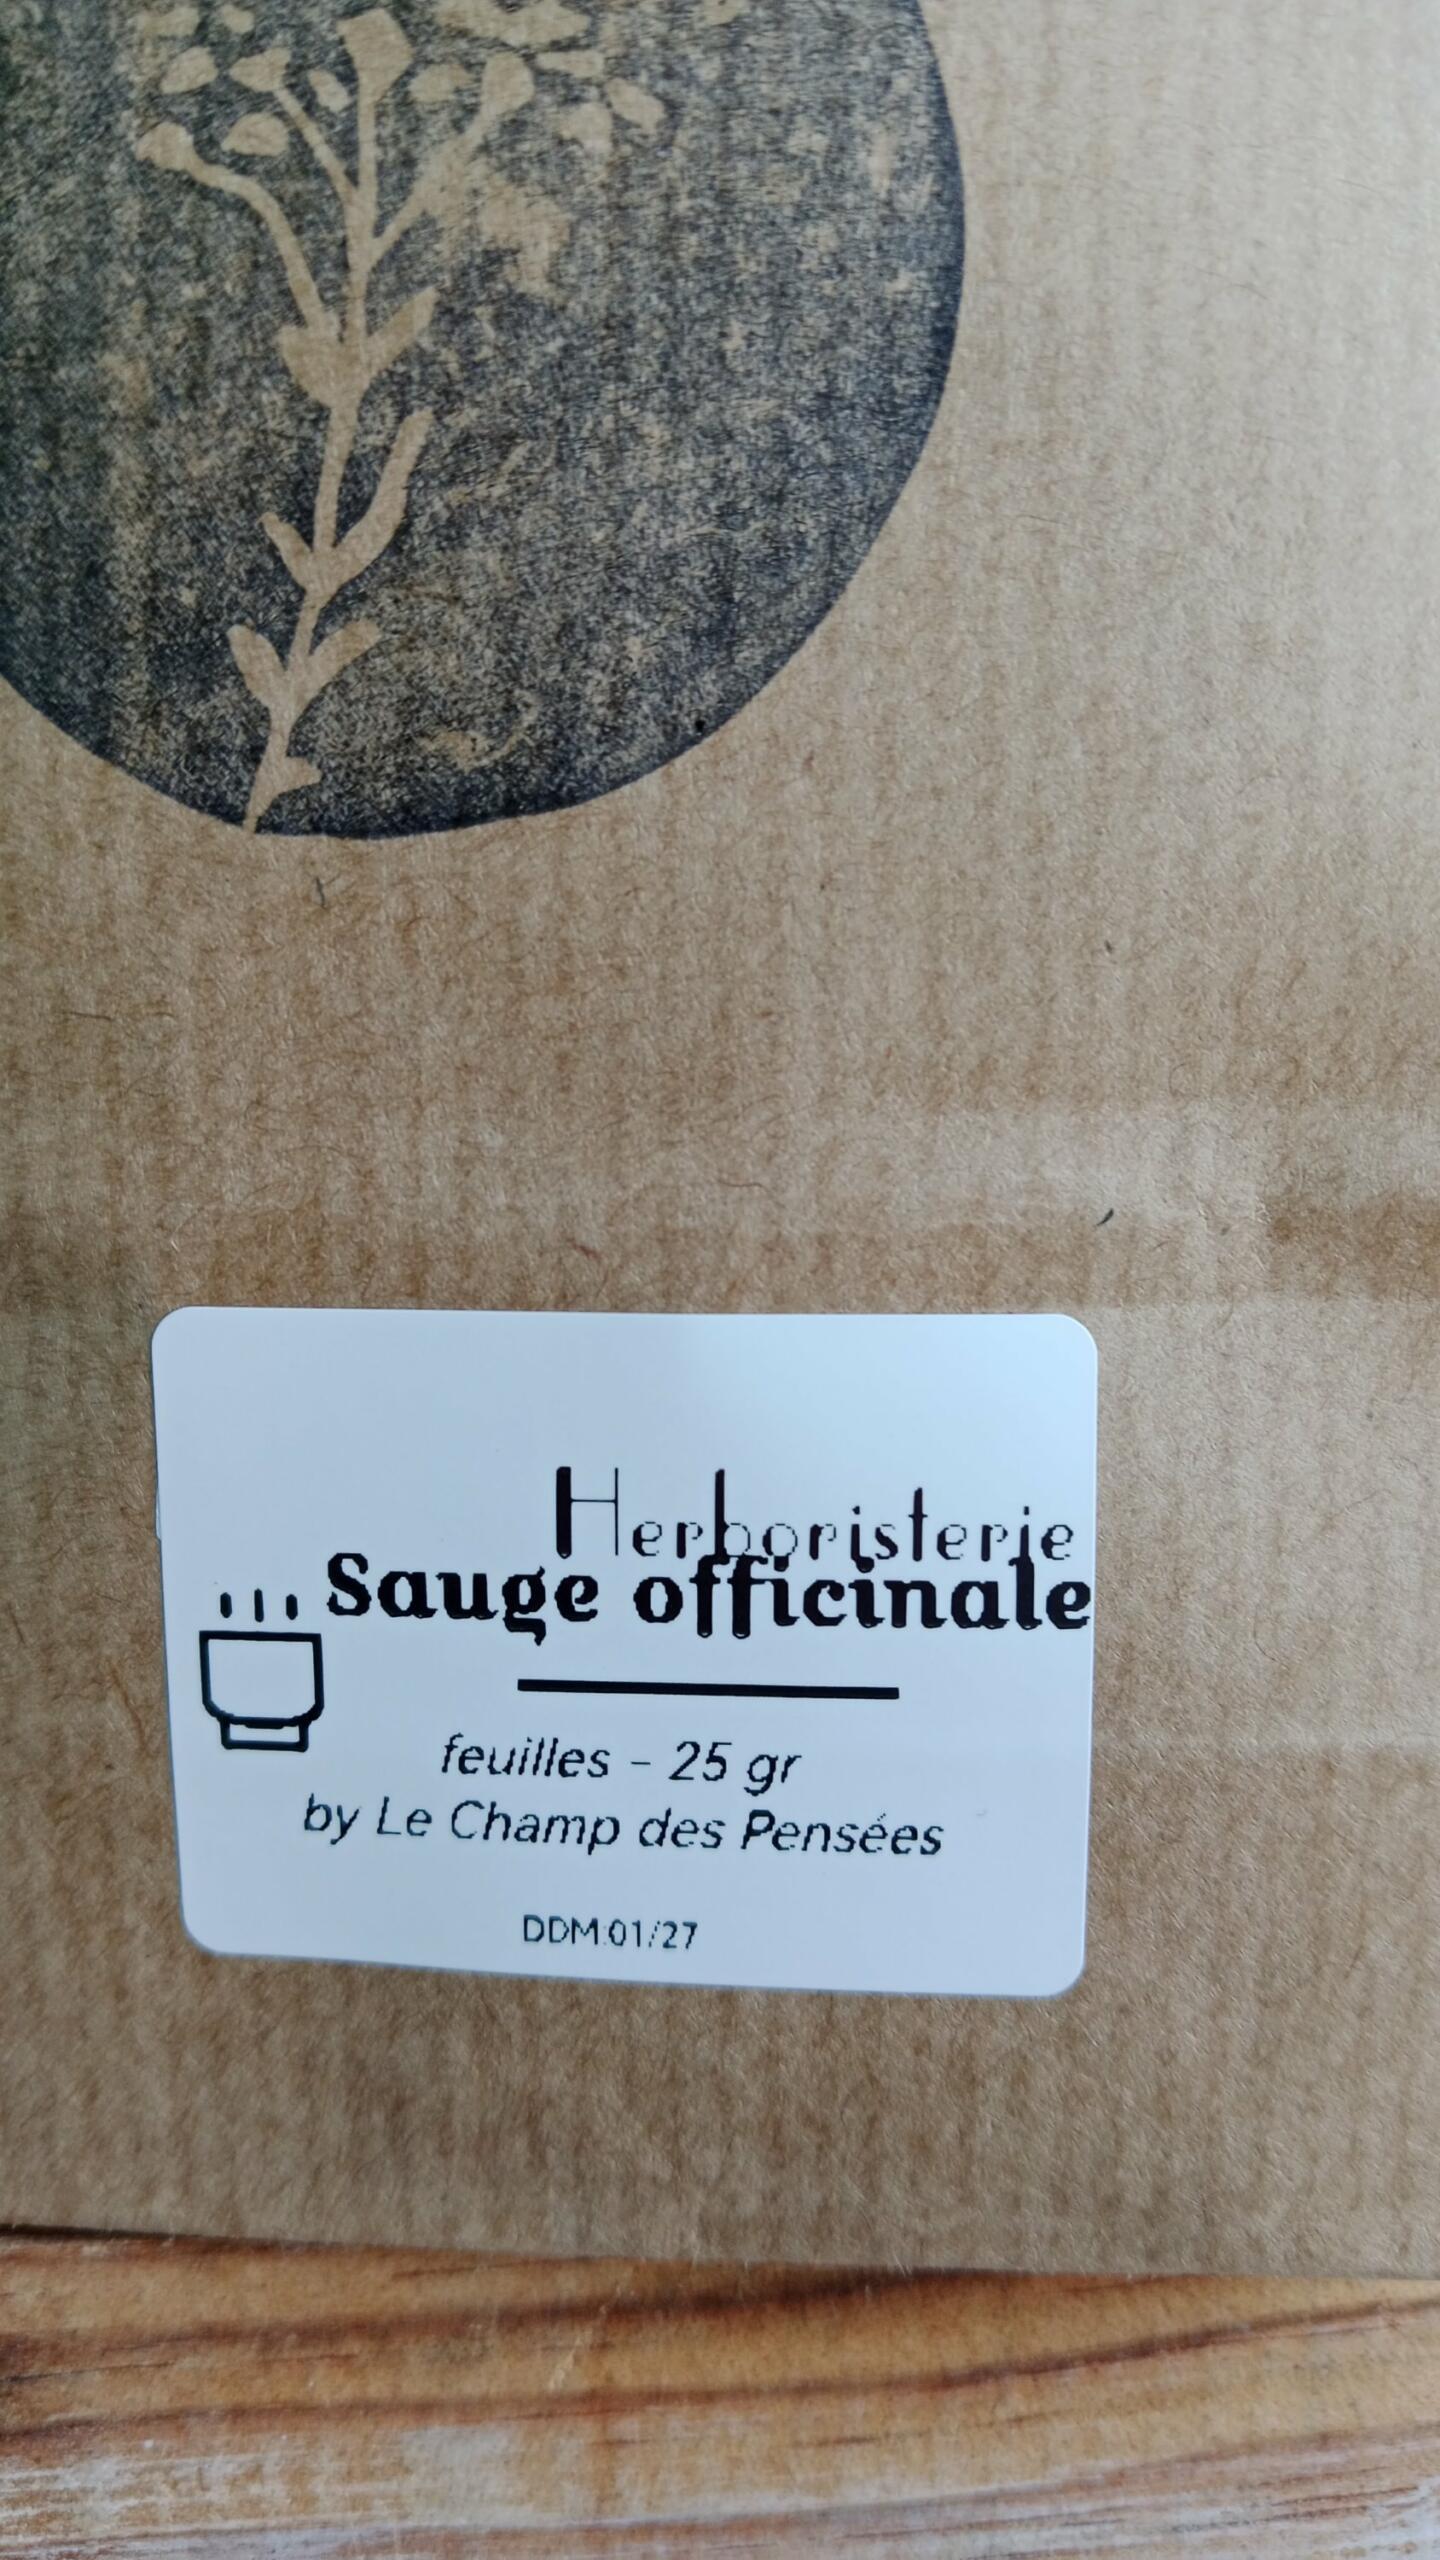 Herboristerie
Sauge officinale
feuilles - 25 gr
by Le Champ des Pensées
DDM:01/27